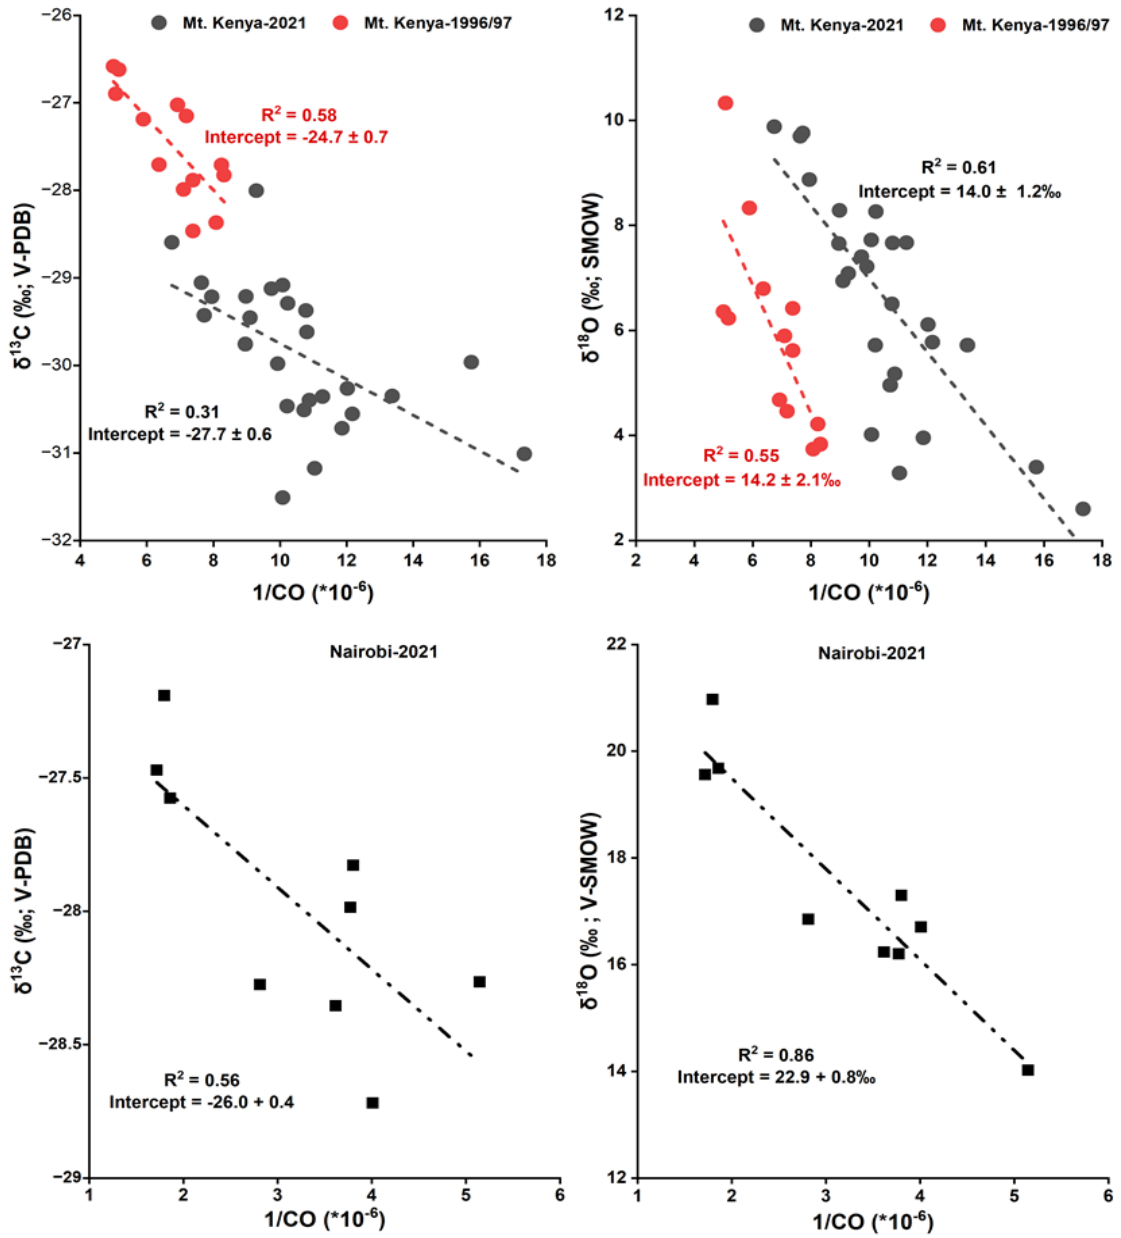 Mt. Kenya-2021 Mt. Kenya-1996/97
−26
−27
−28
−29
−30
−31
−32
δ¹³C (‰; V-PDB)
R² = 0.58
Intercept = -24.7 ± 0.7
R² = 0.31
Intercept = -27.7 ± 0.6
4 6 8 10 12 14 16 18
1/CO (*10⁻⁶)
Mt. Kenya-2021 Mt. Kenya-1996/97
12
10
8
6
4
2
δ¹⁸O (‰; SMOW)
R² = 0.61
Intercept = 14.0 ± 1.2‰
R² = 0.55
Intercept = 14.2 ± 2.1‰
2 4 6 8 10 12 14 16 18
1/CO (*10⁻⁶)
Nairobi-2021
−27
−27.5
−28
−28.5
−29
δ¹³C (‰; V-PDB)
R² = 0.56
Intercept = -26.0 + 0.4
1 2 3 4 5 6
1/CO (*10⁻⁶)
Nairobi-2021
22
20
18
16
14
12
δ¹⁸O (‰ ; V-SMOW)
R² = 0.86
Intercept = 22.9 + 0.8‰
1 2 3 4 5 6
1/CO (*10⁻⁶)